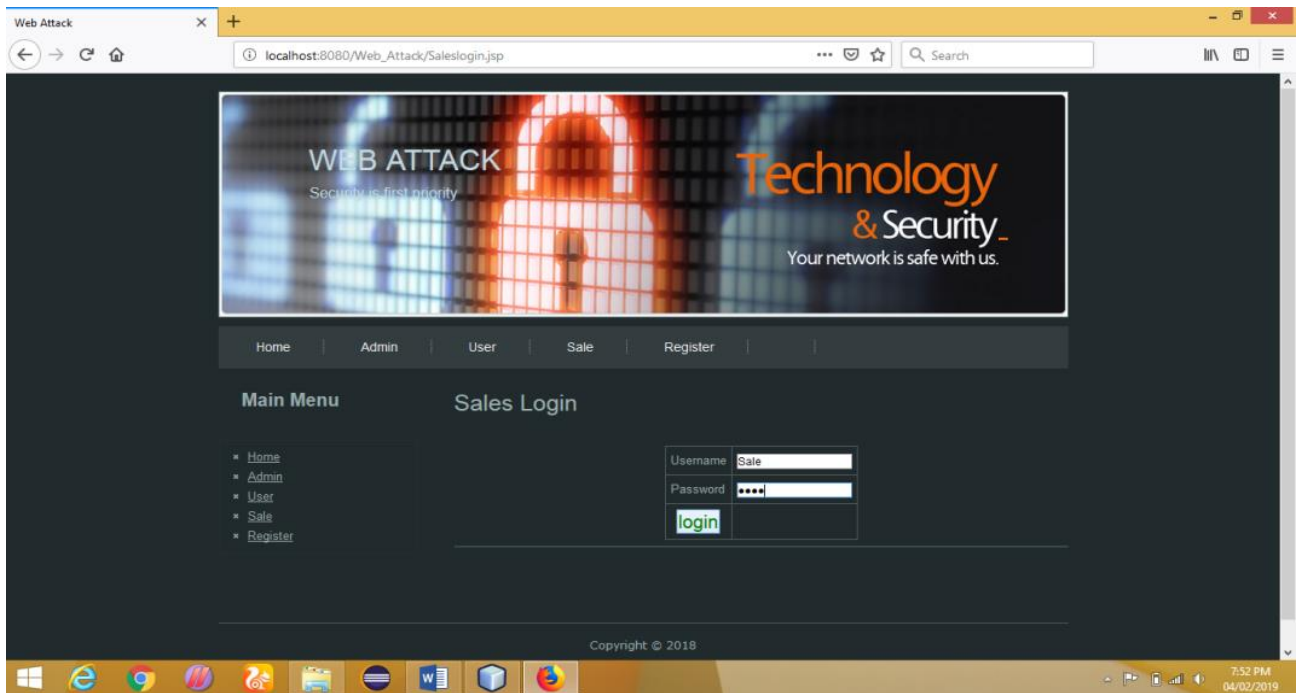 Web Attack
localhost:8080/Web_Attack/Saleslogin.jsp
Search
WEB ATTACK
Security is first priority
Technology
& Security_
Your network is safe with us.
Home Admin User Sale Register
Main Menu
Home
Admin
User
Sale
Register
Sales Login
Username Sale
Password ••••
login
Copyright © 2018
7:52 PM
04/02/2019